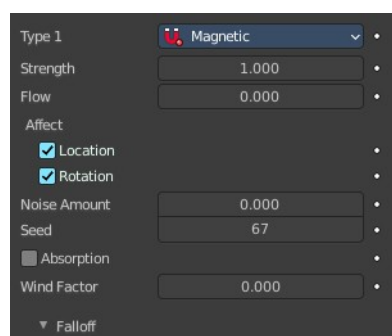 Type 1 Magnetic
Strength 1.000
Flow 0.000
Affect
Location
Rotation
Noise Amount 0.000
Seed 67
Absorption
Wind Factor 0.000
Falloff